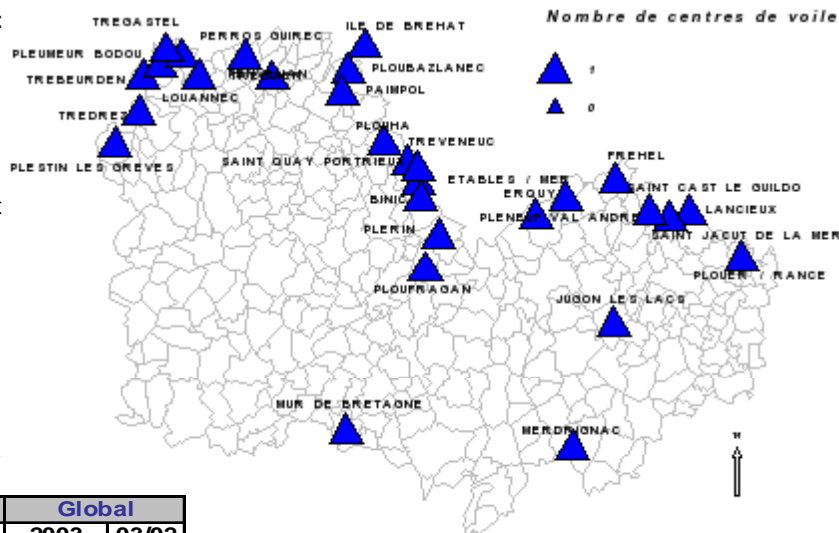 Nombre de centres de voile
1
0
TREGASTEL
PERROS GUIREC
ILE DE BREHAT
PLEUMEUR BODOU
PLOUBAZLANEC
TREBEURDEN
PAIMPOL
LOUANNEC
TREDREZ
PLOUHA
TREVENEUC
PLESTIN LES GREVES
SAINT QUAY PORTRIEUX
FREHEL
ETABLES / MER
ERQUY
SAINT CAST LE GUILDO
BINIC
PLENEUF VAL ANDRE
LANCIEUX
PLERIN
SAINT JACUT DE LA MER
PLOUER / RANCE
PLOUFRAGAN
JUGON LES LACS
MUR DE BRETAGNE
MERDRIGNAC
N
Global
2003 03/02